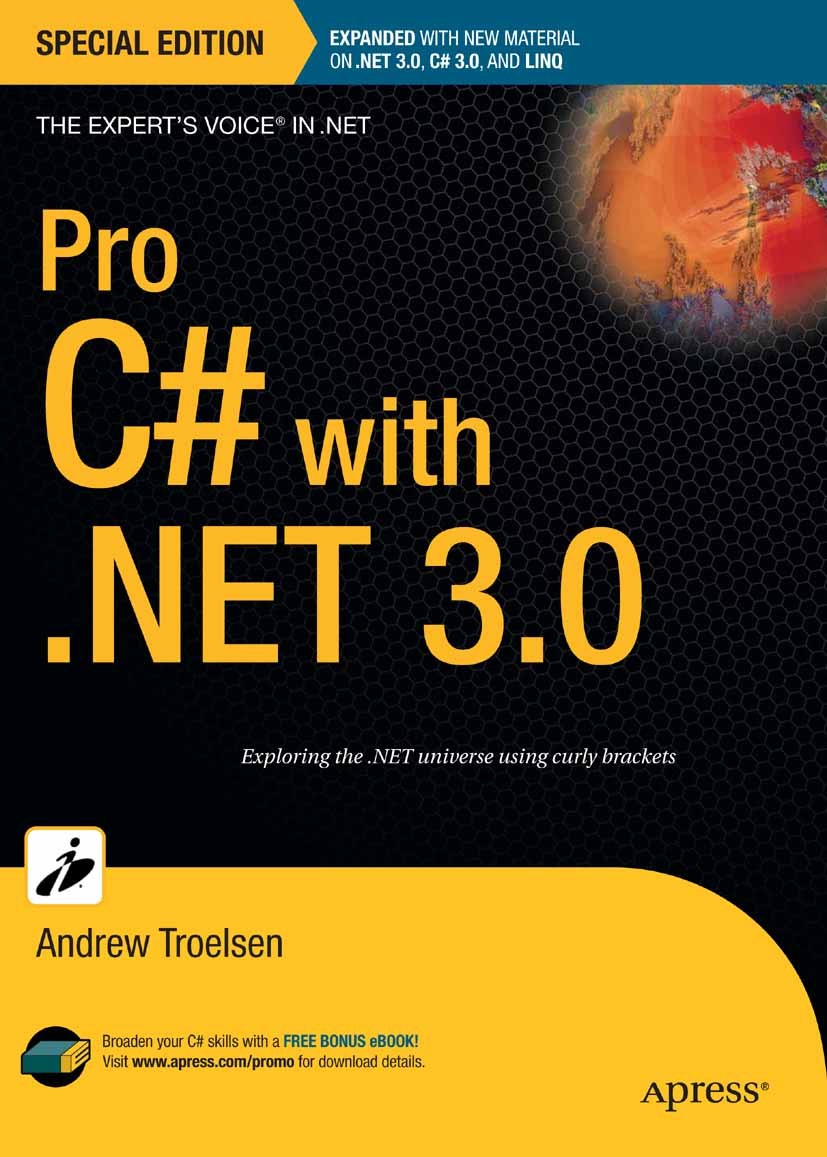 SPECIAL EDITION
EXPANDED WITH NEW MATERIAL
ON .NET 3.0, C# 3.0, AND LINQ
THE EXPERT'S VOICE® IN .NET
Pro
C# with
.NET 3.0
Exploring the .NET universe using curly brackets
Andrew Troelsen
Broaden your C# skills with a FREE BONUS eBOOK!
Visit www.apress.com/promo for download details.
Apress®